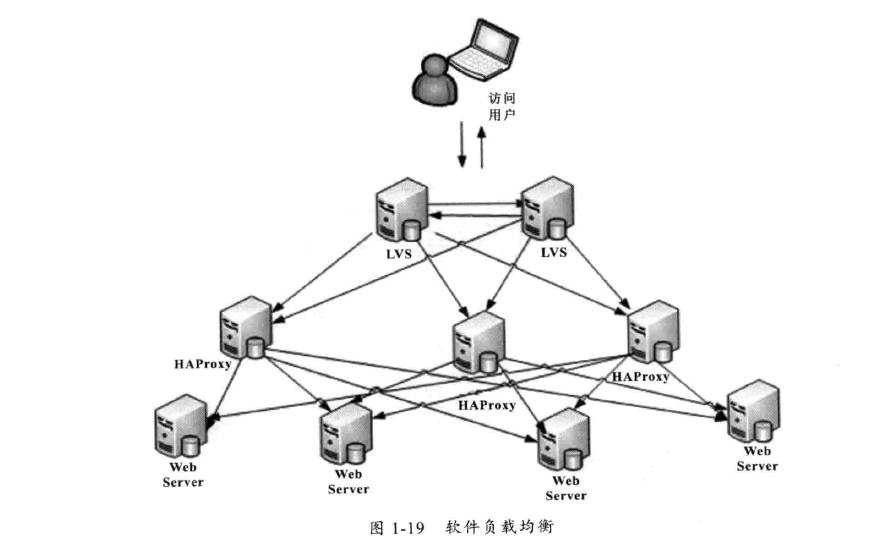 访问
用户
LVS
LVS
HAProxy
HAProxy
HAProxy
Web
Server
Web
Server
Web
Server
Web
Server
图 1-19 软件负载均衡